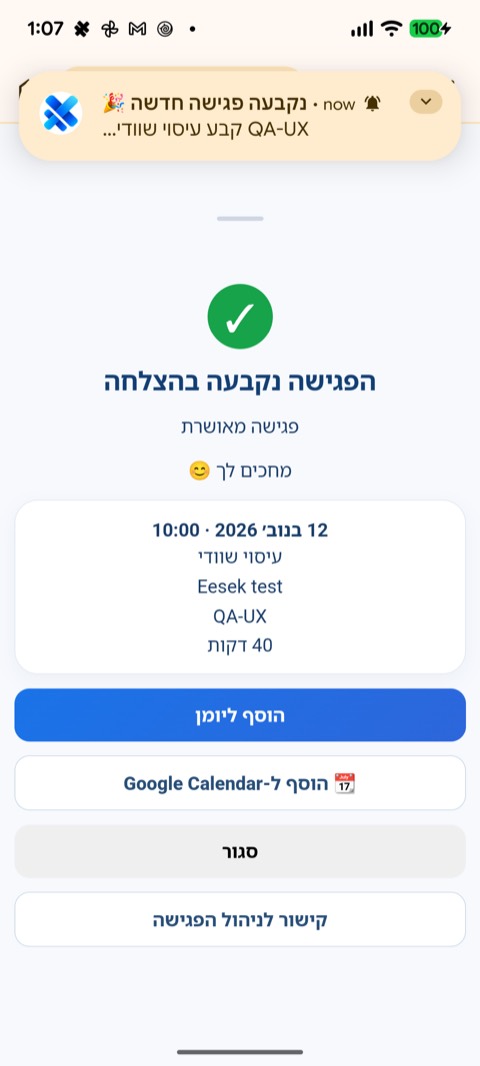 1:07
100
נקבעה פגישה חדשה 🎉 • now
QA-UX קבע עיסוי שוודי...
✓
הפגישה נקבעה בהצלחה
פגישה מאושרת
מחכים לך 😊
12 בנוב׳ 2026 · 10:00
עיסוי שוודי
Eesek test
QA-UX
40 דקות
הוסף ליומן
📆 הוסף ל-Google Calendar
סגור
קישור לניהול הפגישה